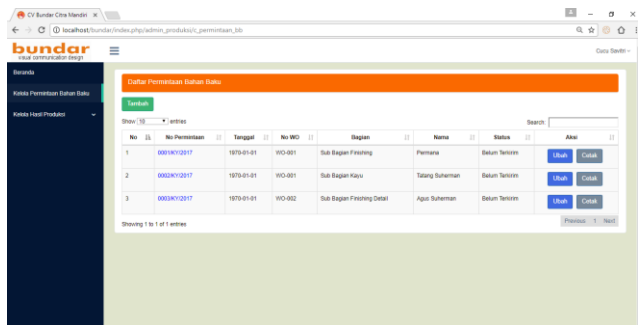 CV Bundar Citra Mandiri
localhost/bundar/index.php/admin_produksi/c_permintaan_bb
bundar
visual communication design
Cucu Savitri
Beranda
Kelola Permintaan Bahan Baku
Kelola Hasil Produksi
Daftar Permintaan Bahan Baku
Tambah
Show 10 entries
Search:
No No Permintaan Tanggal No WO Bagian Nama Status Aksi
1 0001/KY/2017 1970-01-01 WO-001 Sub Bagian Finishing Permana Belum Terkirim Ubah Cetak
2 0002/KY/2017 1970-01-01 WO-001 Sub Bagian Kayu Tatang Suherman Belum Terkirim Ubah Cetak
3 0003/KY/2017 1970-01-01 WO-002 Sub Bagian Finishing Detail Agus Suherman Belum Terkirim Ubah Cetak
Showing 1 to 1 of 1 entries
Previous 1 Next